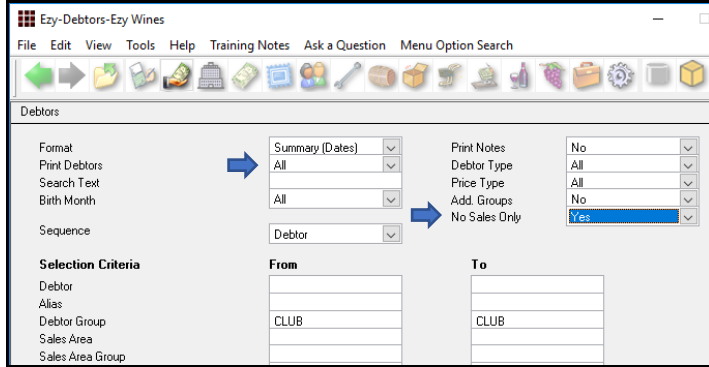 Ezy-Debtors-Ezy Wines
File Edit View Tools Help Training Notes Ask a Question Menu Option Search
Debtors
Format Summary (Dates) Print Notes No
Print Debtors All Debtor Type All
Search Text Price Type All
Birth Month All Add. Groups No
No Sales Only Yes
Sequence Debtor
Selection Criteria From To
Debtor
Alias
Debtor Group CLUB CLUB
Sales Area
Sales Area Group